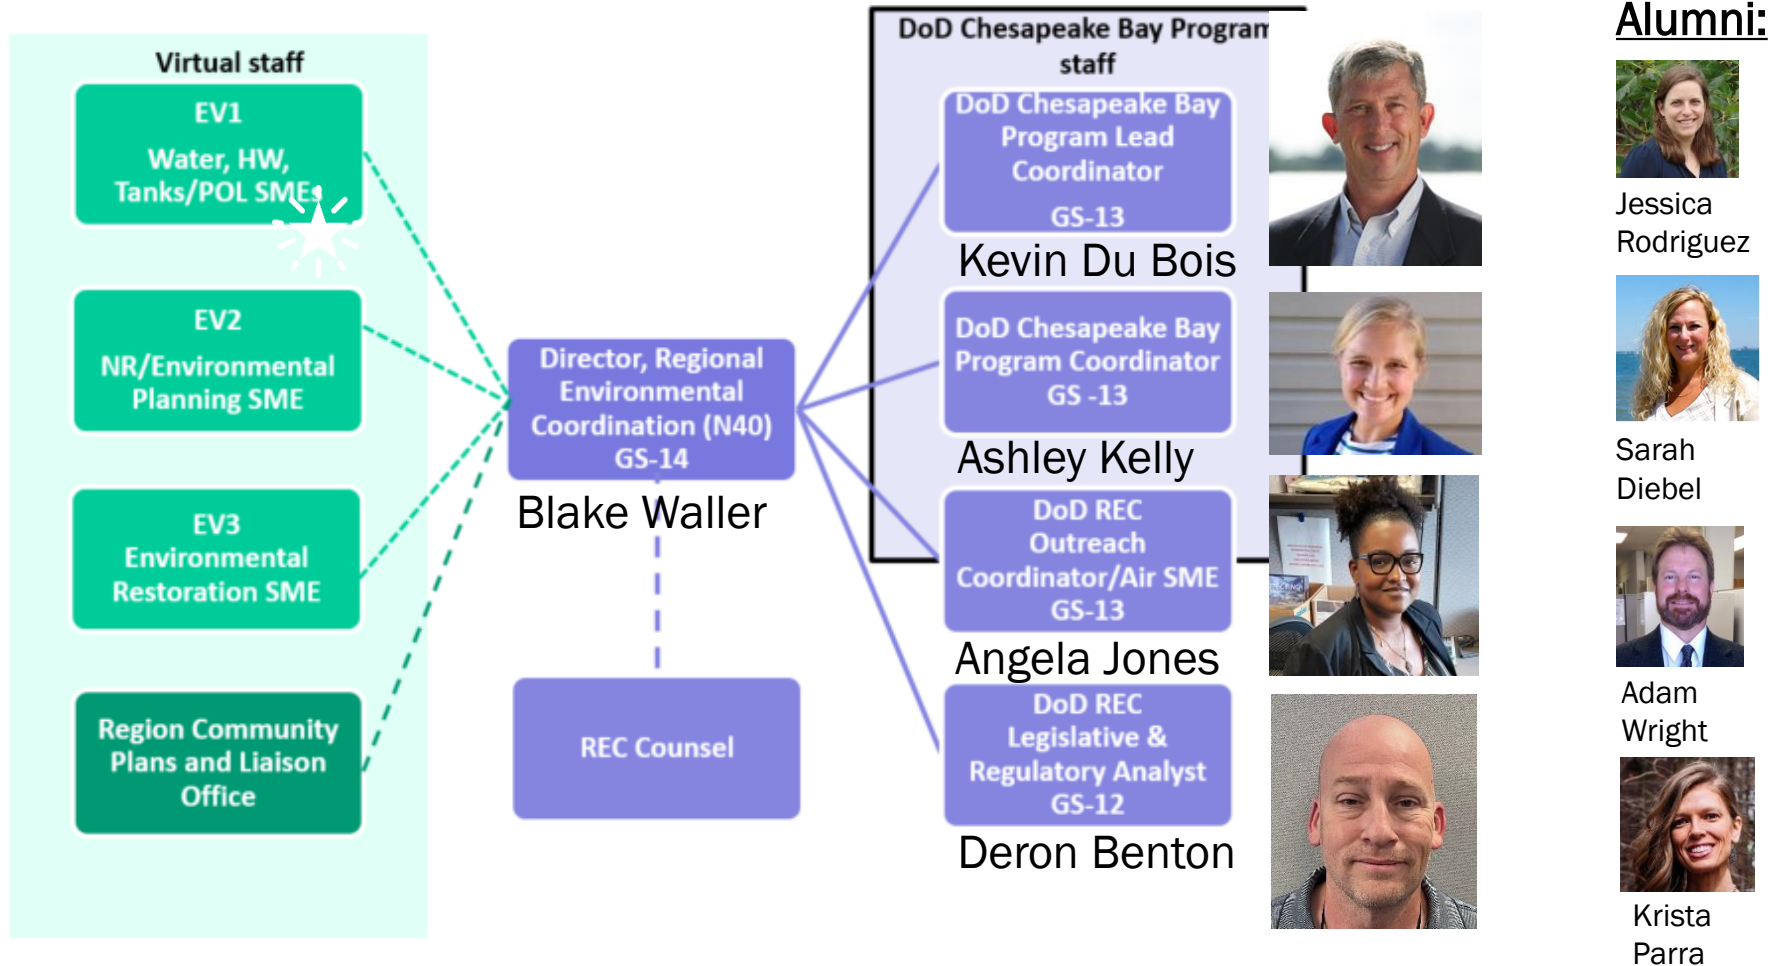 Virtual staff
EV1
Water, HW,
Tanks/POL SMEs
EV2
NR/Environmental
Planning SME
EV3
Environmental
Restoration SME
Region Community
Plans and Liaison
Office
Director, Regional
Environmental
Coordination (N40)
GS-14
Blake Waller
REC Counsel
DoD Chesapeake Bay Program
staff
DoD Chesapeake Bay
Program Lead
Coordinator
GS-13
Kevin Du Bois
DoD Chesapeake Bay
Program Coordinator
GS -13
Ashley Kelly
DoD REC
Outreach
Coordinator/Air SME
GS-13
Angela Jones
DoD REC
Legislative &
Regulatory Analyst
GS-12
Deron Benton
Alumni:
Jessica
Rodriguez
Sarah
Diebel
Adam
Wright
Krista
Parra